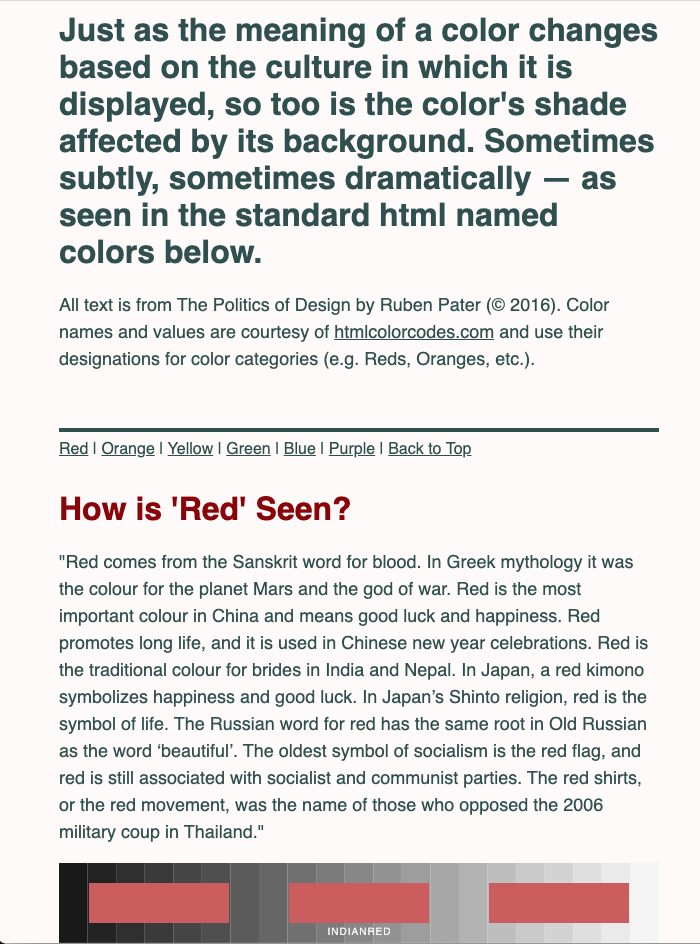 Just as the meaning of a color changes
based on the culture in which it is
displayed, so too is the color's shade
affected by its background. Sometimes
subtly, sometimes dramatically — as
seen in the standard html named
colors below.
All text is from The Politics of Design by Ruben Pater (© 2016). Color
names and values are courtesy of htmlcolorcodes.com and use their
designations for color categories (e.g. Reds, Oranges, etc.).
Red | Orange | Yellow | Green | Blue | Purple | Back to Top
How is 'Red' Seen?
"Red comes from the Sanskrit word for blood. In Greek mythology it was
the colour for the planet Mars and the god of war. Red is the most
important colour in China and means good luck and happiness. Red
promotes long life, and it is used in Chinese new year celebrations. Red is
the traditional colour for brides in India and Nepal. In Japan, a red kimono
symbolizes happiness and good luck. In Japan’s Shinto religion, red is the
symbol of life. The Russian word for red has the same root in Old Russian
as the word ‘beautiful’. The oldest symbol of socialism is the red flag, and
red is still associated with socialist and communist parties. The red shirts,
or the red movement, was the name of those who opposed the 2006
military coup in Thailand."
INDIANRED